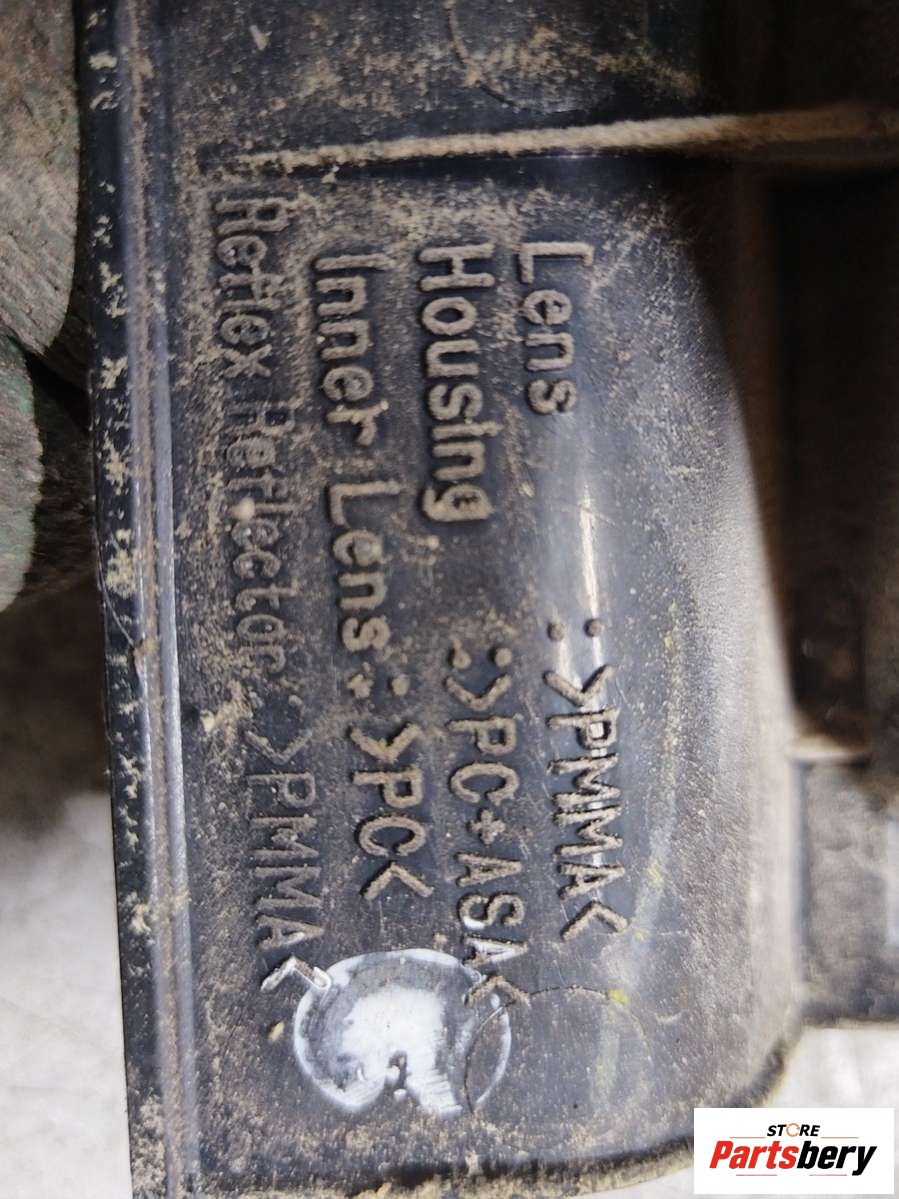 Lens :>PMMA<
Housing :>PC+ASA<
Inner Lens :>PC<
Reflex Reflector :>PMMA<
STORE
Partsbery